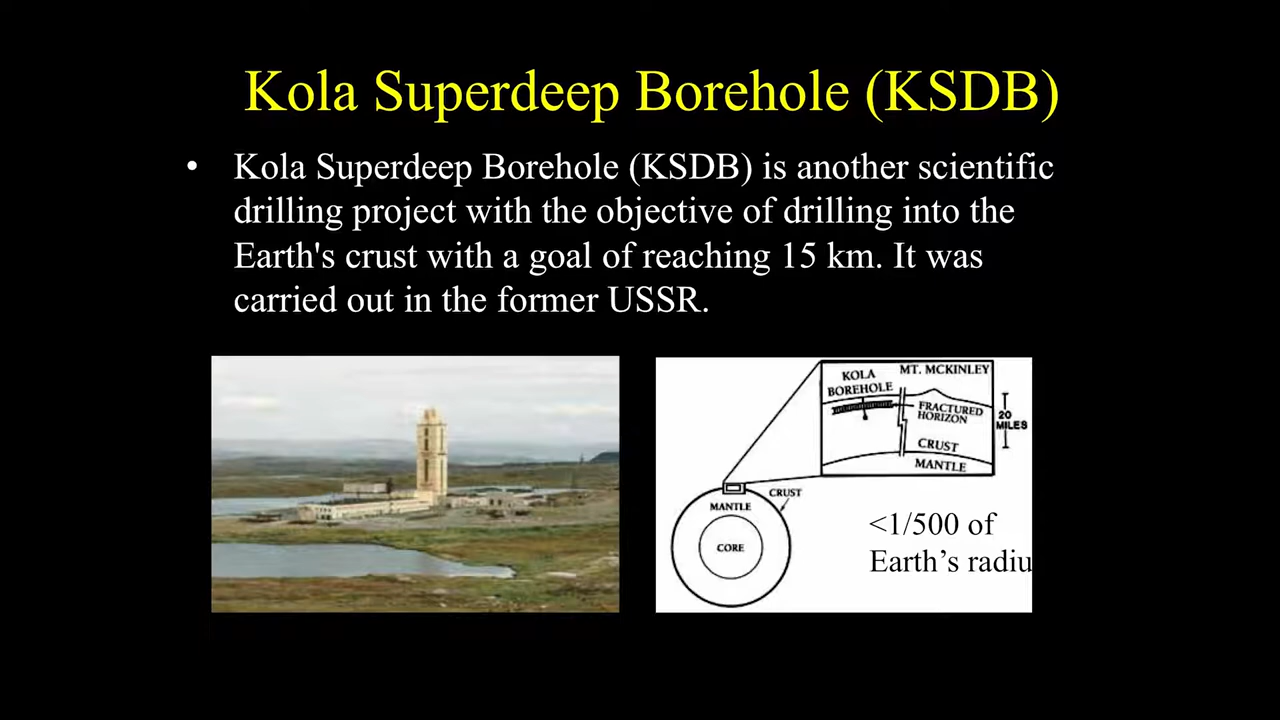 Kola Superdeep Borehole (KSDB)
• Kola Superdeep Borehole (KSDB) is another scientific
drilling project with the objective of drilling into the
Earth's crust with a goal of reaching 15 km. It was
carried out in the former USSR.
KOLA
BOREHOLE
MT. MCKINLEY
FRACTURED
HORIZON
20
MILES
CRUST
MANTLE
CRUST
MANTLE
CORE
<1/500 of
Earth’s radiu